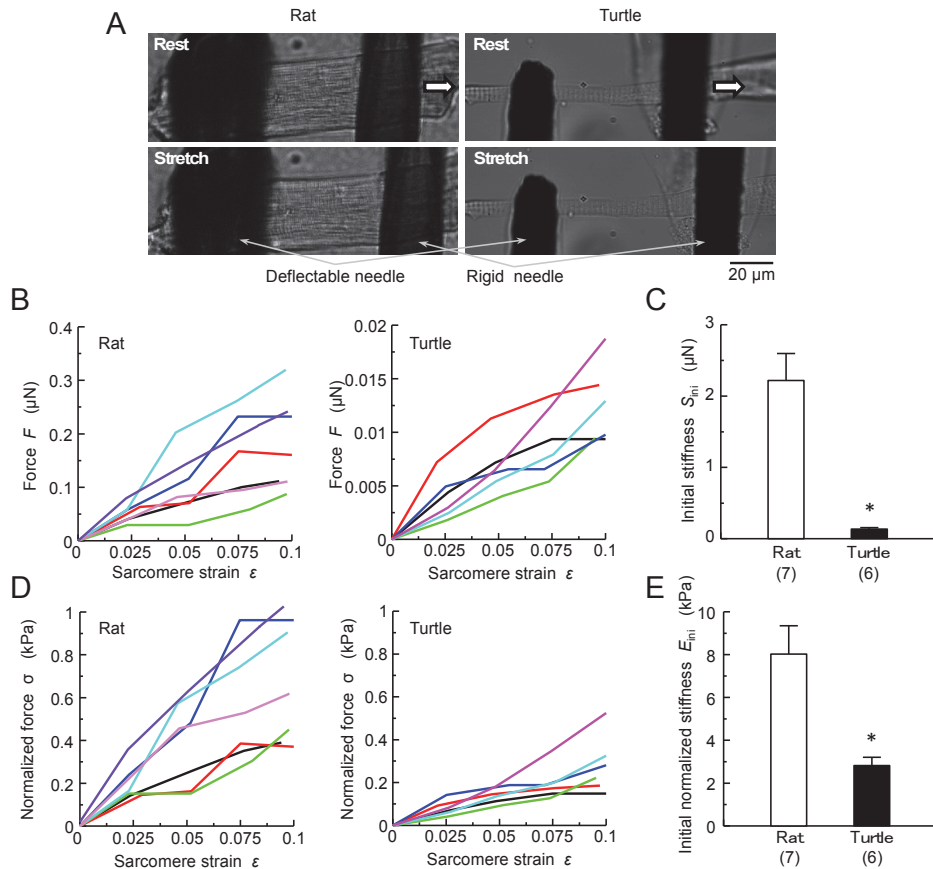 Rat
Turtle
A
Rest
Rest
Stretch
Stretch
Deflectable needle
Rigid needle
20 µm
B
Rat
Force F (µN)
0.4
0.3
0.2
0.1
0
0 0.025 0.05 0.075 0.1
Sarcomere strain ε
Turtle
Force F (µN)
0.02
0.015
0.01
0.005
0
0 0.025 0.05 0.075 0.1
Sarcomere strain ε
C
Initial stiffness Sini (µN)
3
2
1
0
*
Rat Turtle
(7) (6)
D
Rat
Normalized force σ (kPa)
1
0.8
0.6
0.4
0.2
0
0 0.025 0.05 0.075 0.1
Sarcomere strain ε
Turtle
Normalized force σ (kPa)
1
0.8
0.6
0.4
0.2
0
0 0.025 0.05 0.075 0.1
Sarcomere strain ε
E
Initial normalized stiffness Eini (kPa)
10
8
6
4
2
0
*
Rat Turtle
(7) (6)